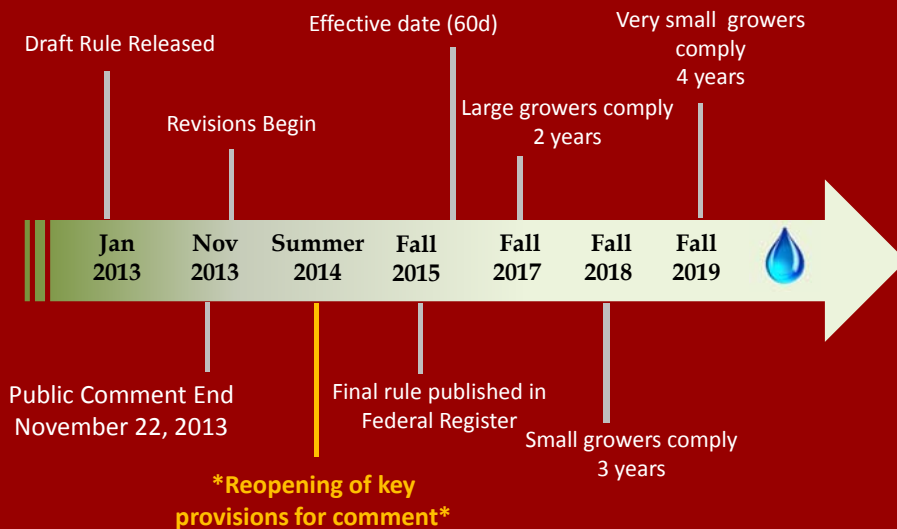 Draft Rule Released
Effective date (60d)
Very small  growers
comply
4 years
Revisions Begin
Large growers comply
2 years
Jan
2013
Nov
2013
Summer
2014
Fall
2015
Fall
2017
Fall
2018
Fall
2019
Public Comment End
November 22, 2013
Final rule published in
Federal Register
Small growers comply
3 years
*Reopening of key
provisions for comment*